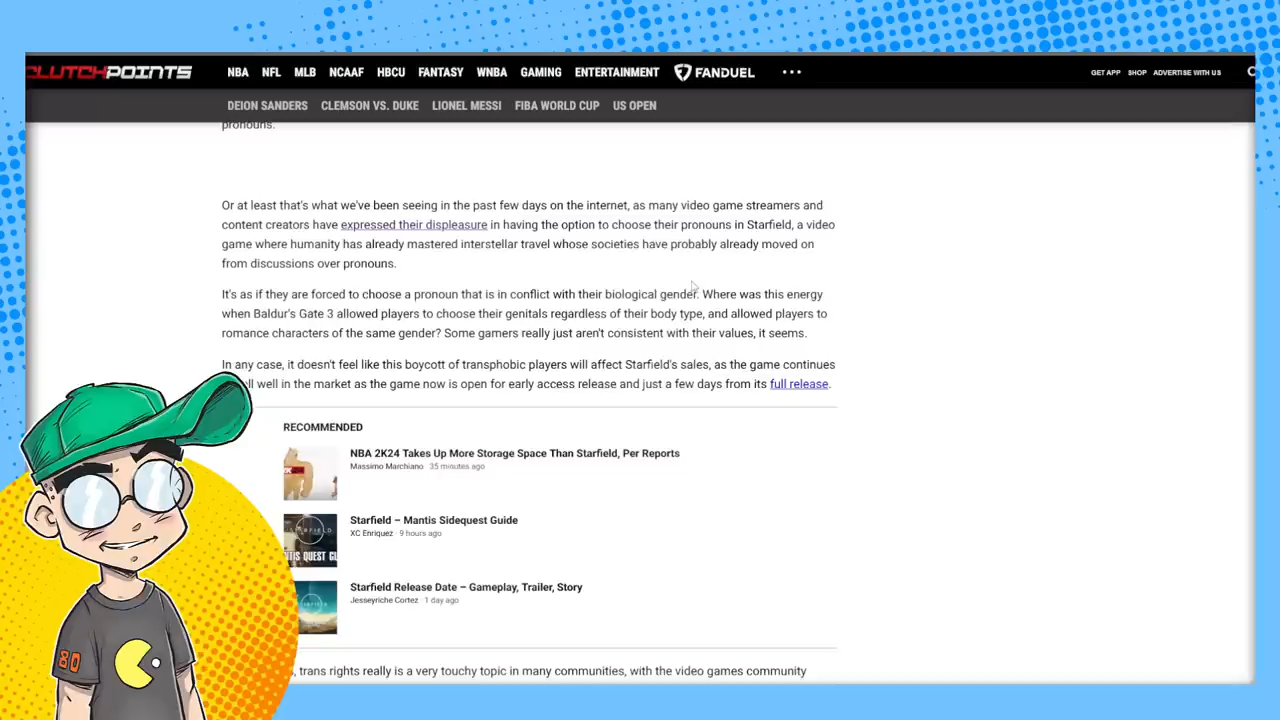 CLUTCHPOINTS NBA NFL MLB NCAAF HBCU FANTASY WNBA GAMING ENTERTAINMENT FANDUEL ••• GET APP SHOP ADVERTISE WITH US
DEION SANDERS CLEMSON VS. DUKE LIONEL MESSI FIBA WORLD CUP US OPEN
pronouns.
Or at least that's what we've been seeing in the past few days on the internet, as many video game streamers and
content creators have expressed their displeasure in having the option to choose their pronouns in Starfield, a video
game where humanity has already mastered interstellar travel whose societies have probably already moved on
from discussions over pronouns.
It's as if they are forced to choose a pronoun that is in conflict with their biological gender. Where was this energy
when Baldur's Gate 3 allowed players to choose their genitals regardless of their body type, and allowed players to
romance characters of the same gender? Some gamers really just aren't consistent with their values, it seems.
In any case, it doesn't feel like this boycott of transphobic players will affect Starfield's sales, as the game continues
well in the market as the game now is open for early access release and just a few days from its full release.
RECOMMENDED
NBA 2K24 Takes Up More Storage Space Than Starfield, Per Reports
Massimo Marchiano · 35 minutes ago
Starfield – Mantis Sidequest Guide
XC Enriquez · 9 hours ago
Starfield Release Date – Gameplay, Trailer, Story
Jesseyriche Cortez · 1 day ago
trans rights really is a very touchy topic in many communities, with the video games community
80